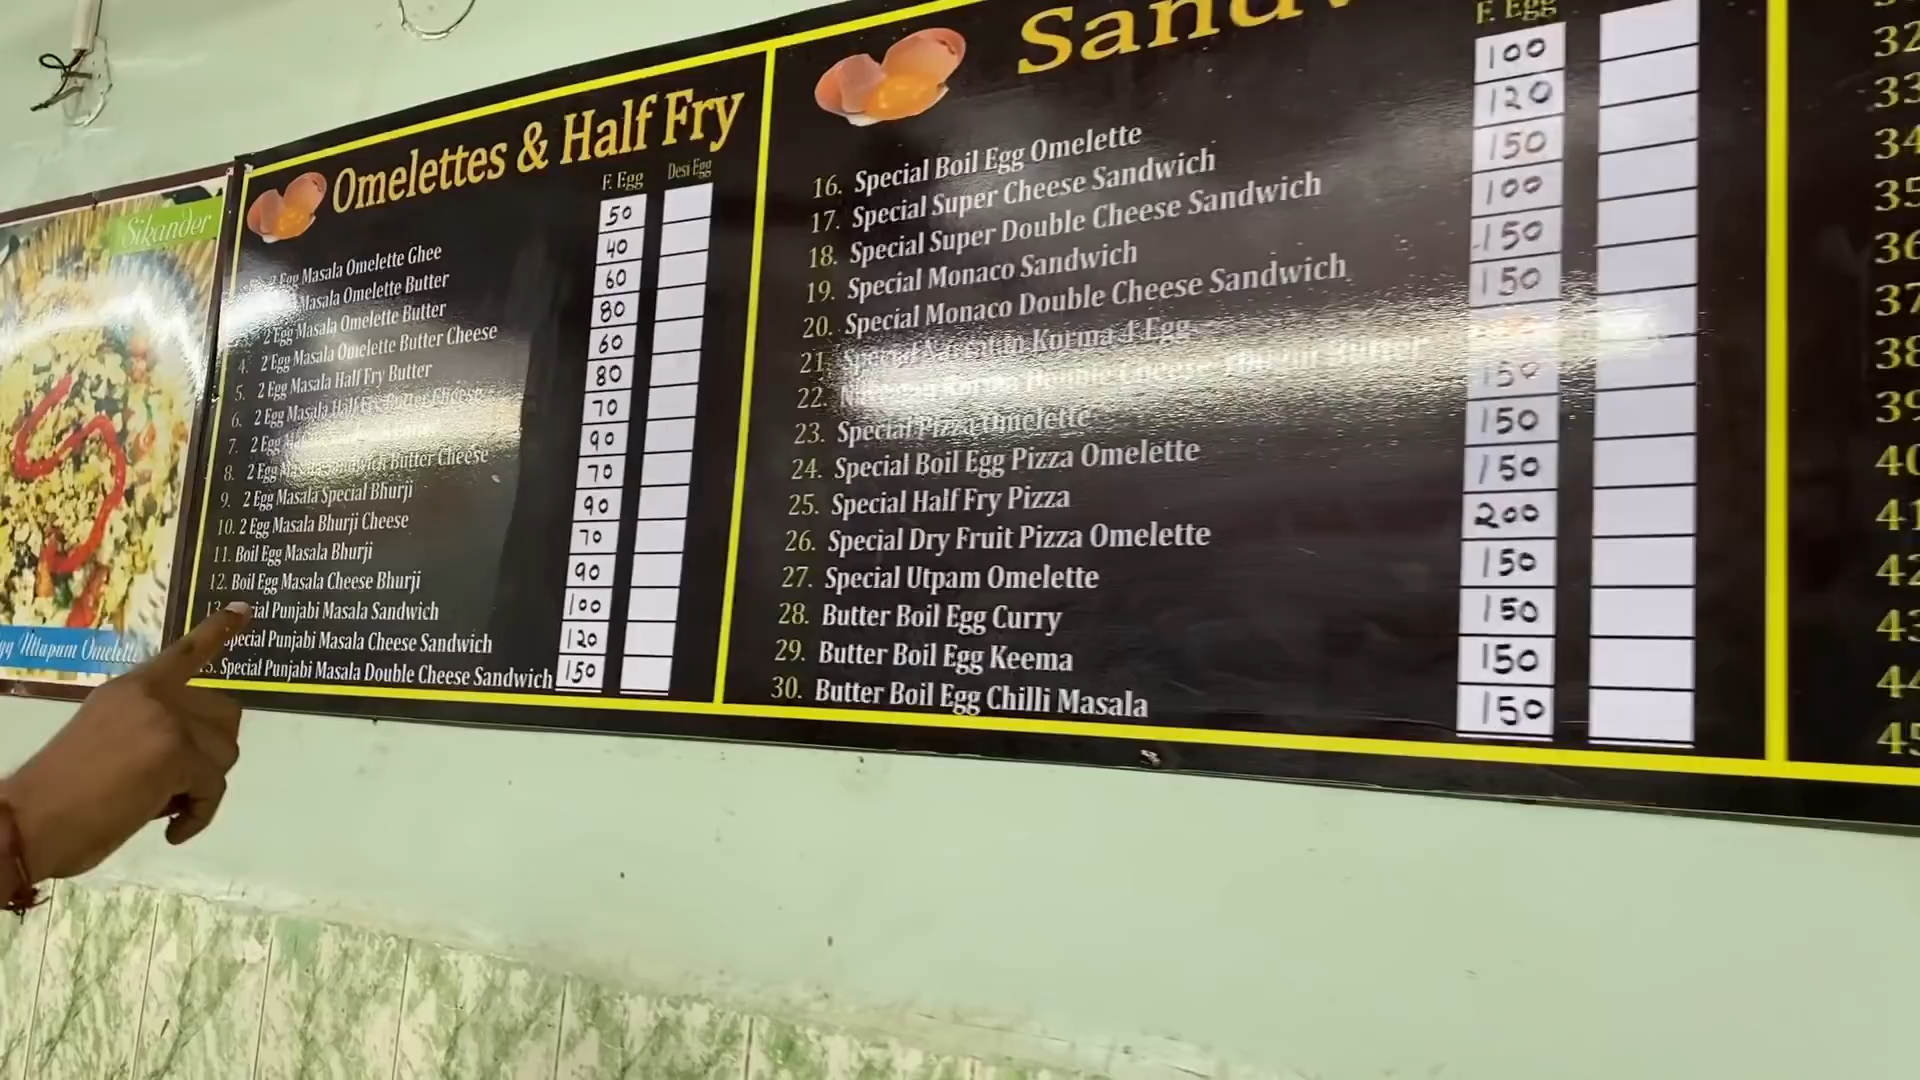 Sikander
Omelettes & Half Fry
F. Egg
Desi Egg
2 Egg Masala Omelette Ghee
50
Masala Omelette Butter
40
2 Egg Masala Omelette Butter
60
4. 2 Egg Masala Omelette Butter Cheese
80
5. 2 Egg Masala Half Fry Butter
60
6. 2 Egg Masala Half Fry Butter Cheese
80
7. 2 Egg
70
8. 2 Egg Masala Sandwich Butter Cheese
90
9. 2 Egg Masala Special Bhurji
70
10. 2 Egg Masala Bhurji Cheese
90
11. Boil Egg Masala Bhurji
70
12. Boil Egg Masala Cheese Bhurji
90
13. Punjabi Masala Sandwich
100
Special Punjabi Masala Cheese Sandwich
120
15. Special Punjabi Masala Double Cheese Sandwich
150
F. Egg
16. Special Boil Egg Omelette
100
17. Special Super Cheese Sandwich
120
18. Special Super Double Cheese Sandwich
150
19. Special Monaco Sandwich
100
20. Special Monaco Double Cheese Sandwich
150
21. Special Korma 4 Egg
150
22. Double Cheese Butter
23. Special Pizza Omelette
150
24. Special Boil Egg Pizza Omelette
150
25. Special Half Fry Pizza
150
26. Special Dry Fruit Pizza Omelette
200
27. Special Utpam Omelette
150
28. Butter Boil Egg Curry
150
29. Butter Boil Egg Keema
150
30. Butter Boil Egg Chilli Masala
150
32
33
34
35
36
37
38
39
40
41
42
43
44
45
Uttapam Omelette